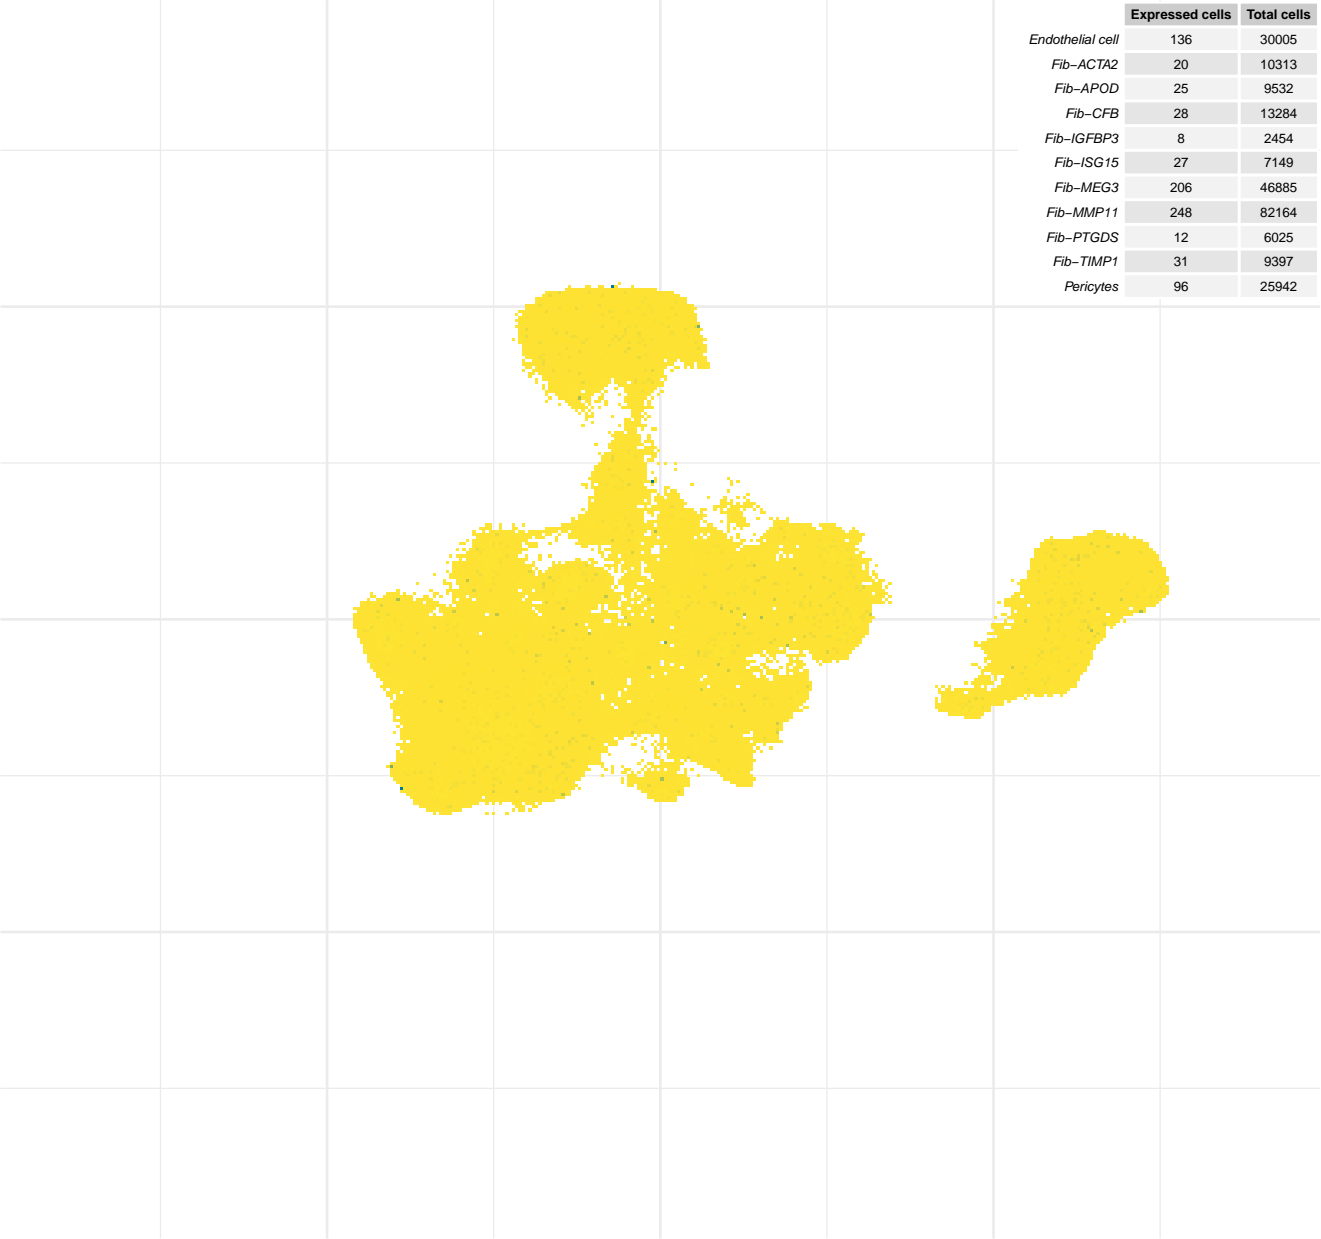 Expressed cells Total cells
Endothelial cell 136 30005
Fib−ACTA2 20 10313
Fib−APOD 25 9532
Fib−CFB 28 13284
Fib−IGFBP3 8 2454
Fib−ISG15 27 7149
Fib−MEG3 206 46885
Fib−MMP11 248 82164
Fib−PTGDS 12 6025
Fib−TIMP1 31 9397
Pericytes 96 25942